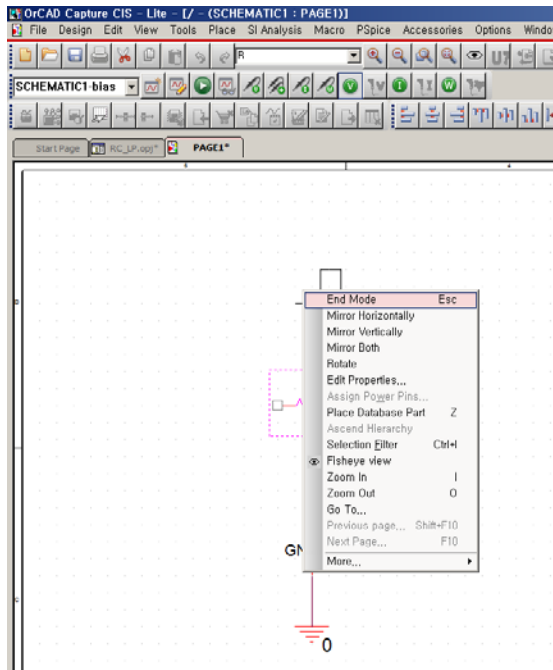 OrCAD Capture CIS - Lite - [/ - (SCHEMATIC1 : PAGE1)]
File Design Edit View Tools Place SI Analysis Macro PSpice Accessories Options Windo
R
SCHEMATIC1-bias
Start Page RC_LP.opj* PAGE1*
End Mode Esc
Mirror Horizontally
Mirror Vertically
Mirror Both
Rotate
Edit Properties...
Assign Power Pins...
Place Database Part Z
Ascend Hierarchy
Selection Filter Ctrl+I
Fisheye view
Zoom In I
Zoom Out O
Go To...
Previous page... Shift+F10
Next Page... F10
More...
GN
0